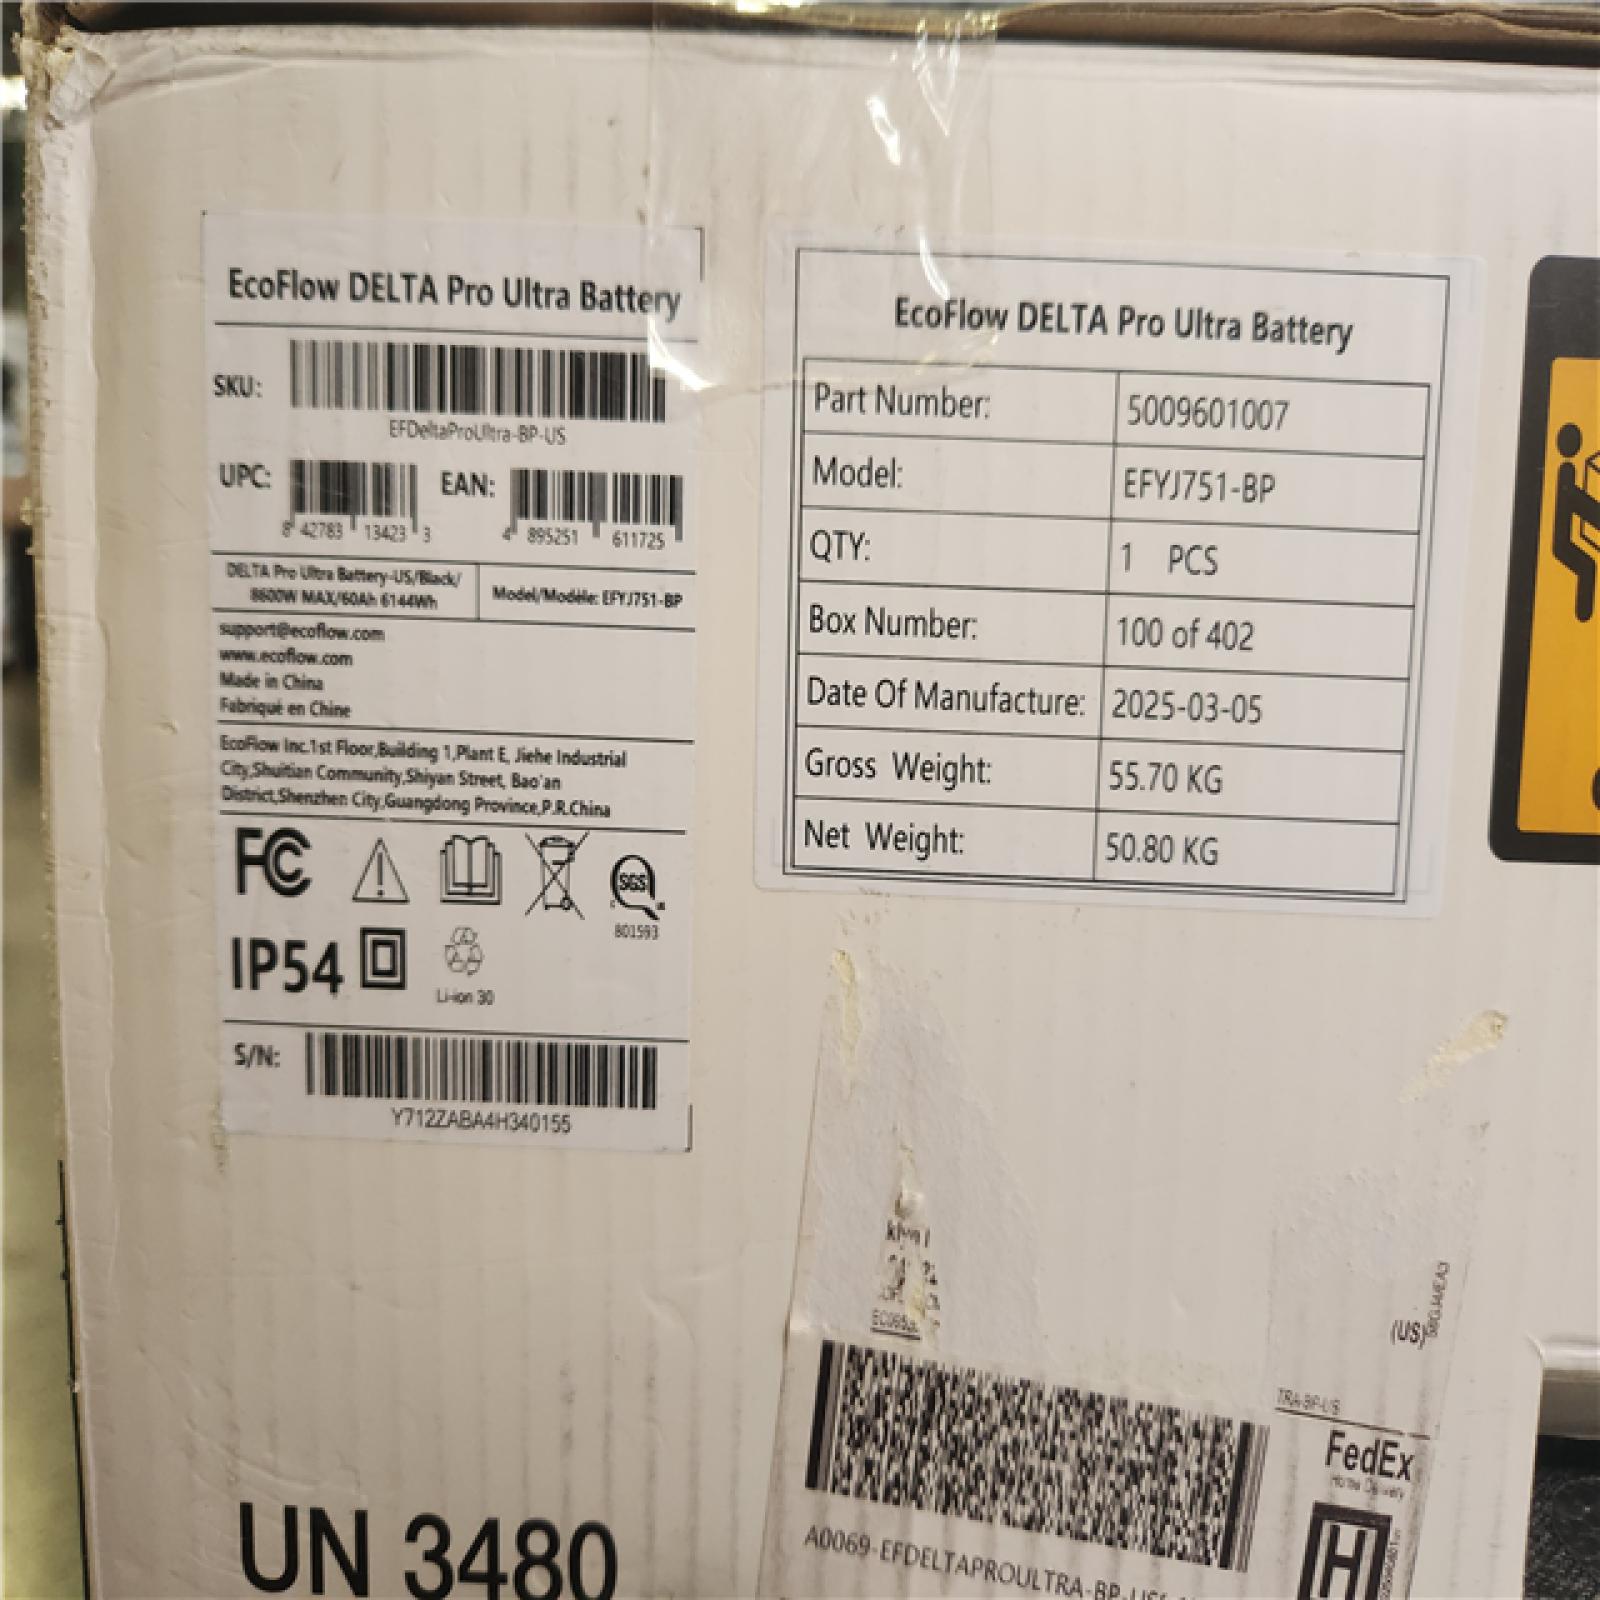 EcoFlow DELTA Pro Ultra Battery
SKU:
EFDeltaProUltra-BP-US
UPC:
8 42783 13423 3
EAN:
4 895251 611725
DELTA Pro Ultra Battery-US/Black/
8600W MAX/60Ah 6144Wh
Model/Modèle: EFYJ751-BP
support@ecoflow.com
www.ecoflow.com
Made in China
Fabriqué en Chine
EcoFlow Inc.1st Floor,Building 1,Plant E, Jiehe Industrial
City,Shuitian Community,Shiyan Street, Bao'an
District,Shenzhen City,Guangdong Province,P.R.China
FC
SGS
801593
IP54
Li-ion 30
S/N:
Y712ZABA4H340155
EcoFlow DELTA Pro Ultra Battery
Part Number: 5009601007
Model: EFYJ751-BP
QTY: 1 PCS
Box Number: 100 of 402
Date Of Manufacture: 2025-03-05
Gross Weight: 55.70 KG
Net Weight: 50.80 KG
(US)
TRA-BP-US
FedEx
Home Delivery
H
A0069-EFDELTAPROULTRA-BP-US
UN 3480